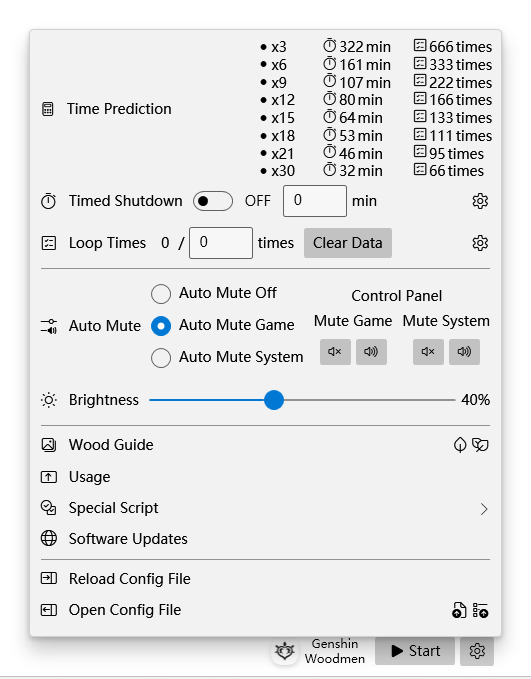 • x3 322 min 666 times
• x6 161 min 333 times
• x9 107 min 222 times
• x12 80 min 166 times
Time Prediction
• x15 64 min 133 times
• x18 53 min 111 times
• x21 46 min 95 times
• x30 32 min 66 times
Timed Shutdown OFF 0 min
Loop Times 0 / 0 times Clear Data
Auto Mute Off
Control Panel
Auto Mute Auto Mute Game Mute Game Mute System
Auto Mute System
Brightness 40%
Wood Guide
Usage
Special Script
Software Updates
Reload Config File
Open Config File
Genshin
Woodmen
Start